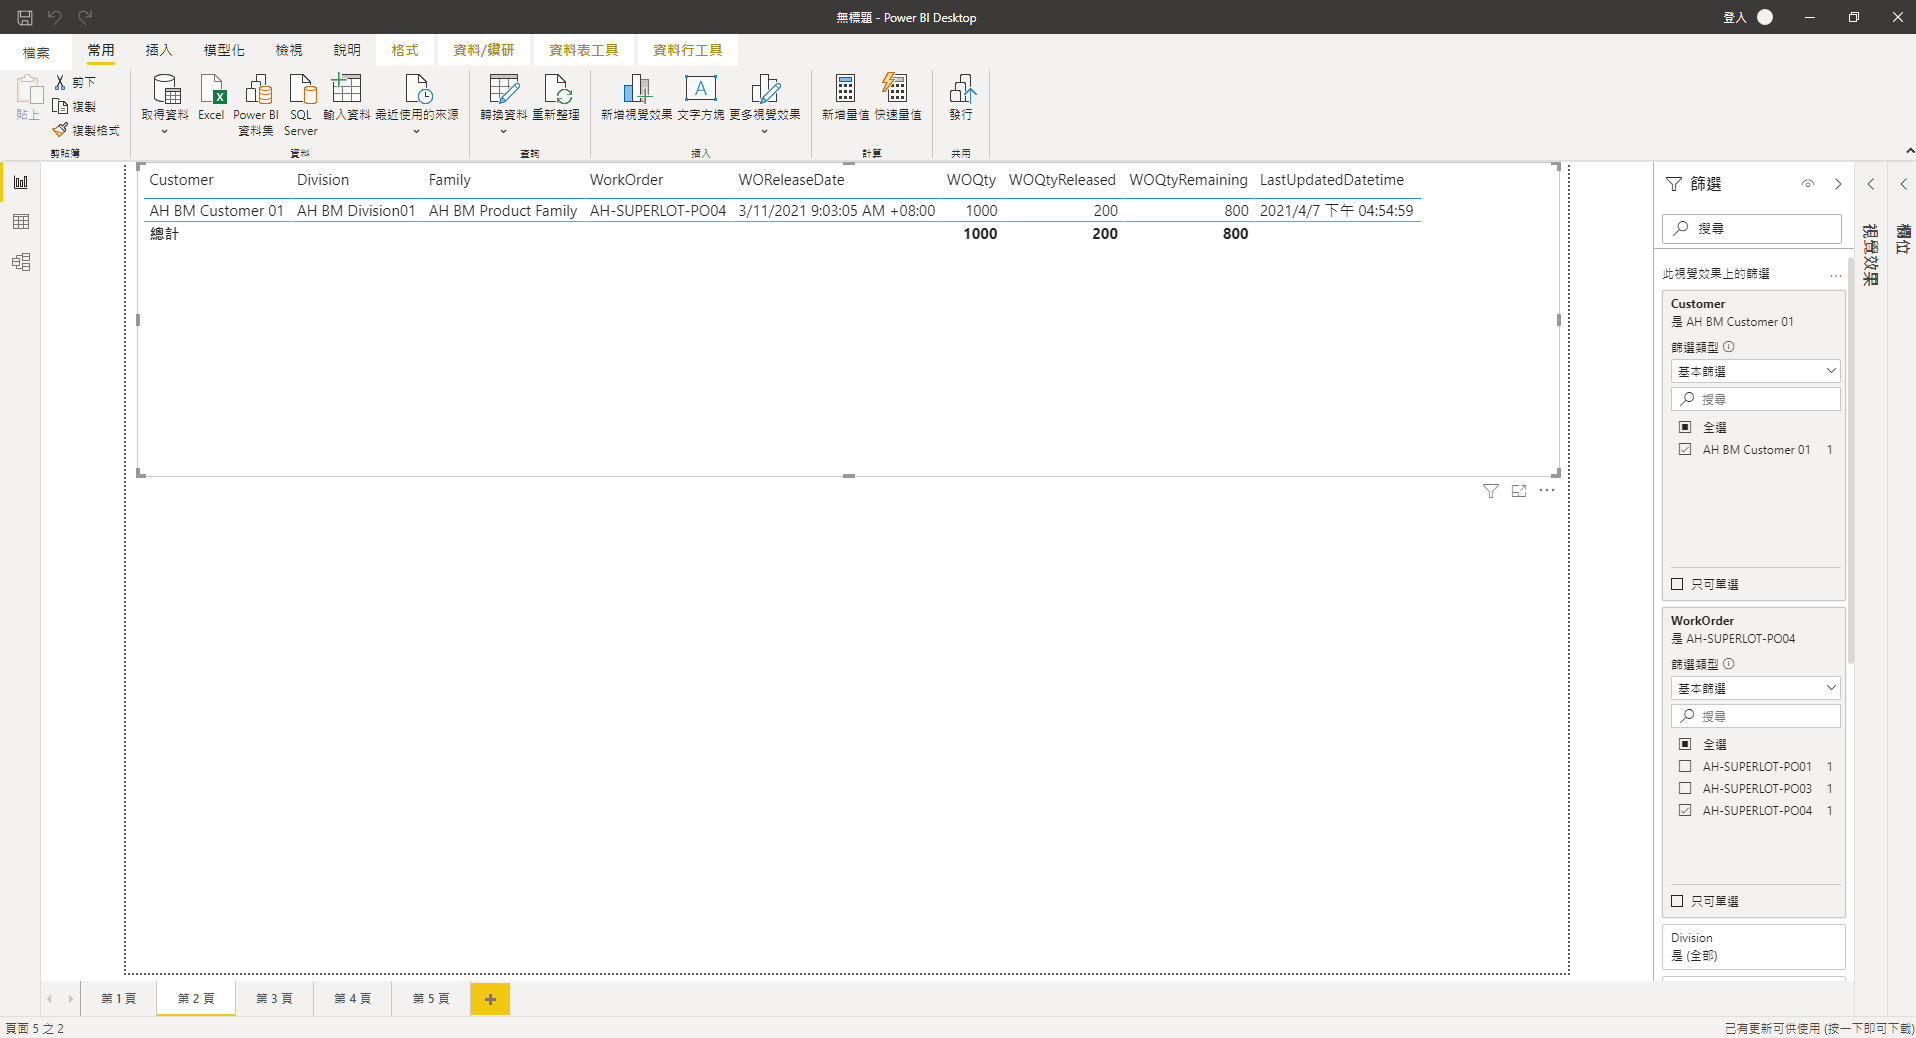 無標題 - Power BI Desktop
登入
檔案
常用
插入
模型化
檢視
說明
格式
資料/鑽研
資料表工具
資料行工具
貼上
剪下
複製
複製格式
剪貼簿
取得資料
Excel
Power BI
資料集
SQL
Server
輸入資料
最近使用的來源
資料
轉換資料
重新整理
查詢
新增視覺效果
文字方塊
更多視覺效果
插入
新增量值
快速量值
計算
發行
共用
Customer Division Family WorkOrder WOReleaseDate WOQty WOQtyReleased WOQtyRemaining LastUpdatedDatetime
AH BM Customer 01 AH BM Division01 AH BM Product Family AH-SUPERLOT-PO04 3/11/2021 9:03:05 AM +08:00 1000 200 800 2021/4/7 下午 04:54:59
總計 1000 200 800
篩選
搜尋
此視覺效果上的篩選
...
Customer
是 AH BM Customer 01
篩選類型
基本篩選
搜尋
全選
AH BM Customer 01 1
只可單選
WorkOrder
是 AH-SUPERLOT-PO04
篩選類型
基本篩選
搜尋
全選
AH-SUPERLOT-PO01 1
AH-SUPERLOT-PO03 1
AH-SUPERLOT-PO04 1
只可單選
Division
是 (全部)
視覺效果
欄位
第 1 頁
第 2 頁
第 3 頁
第 4 頁
第 5 頁
頁面 5 之 2
已有更新可供使用 (按一下即可下載)